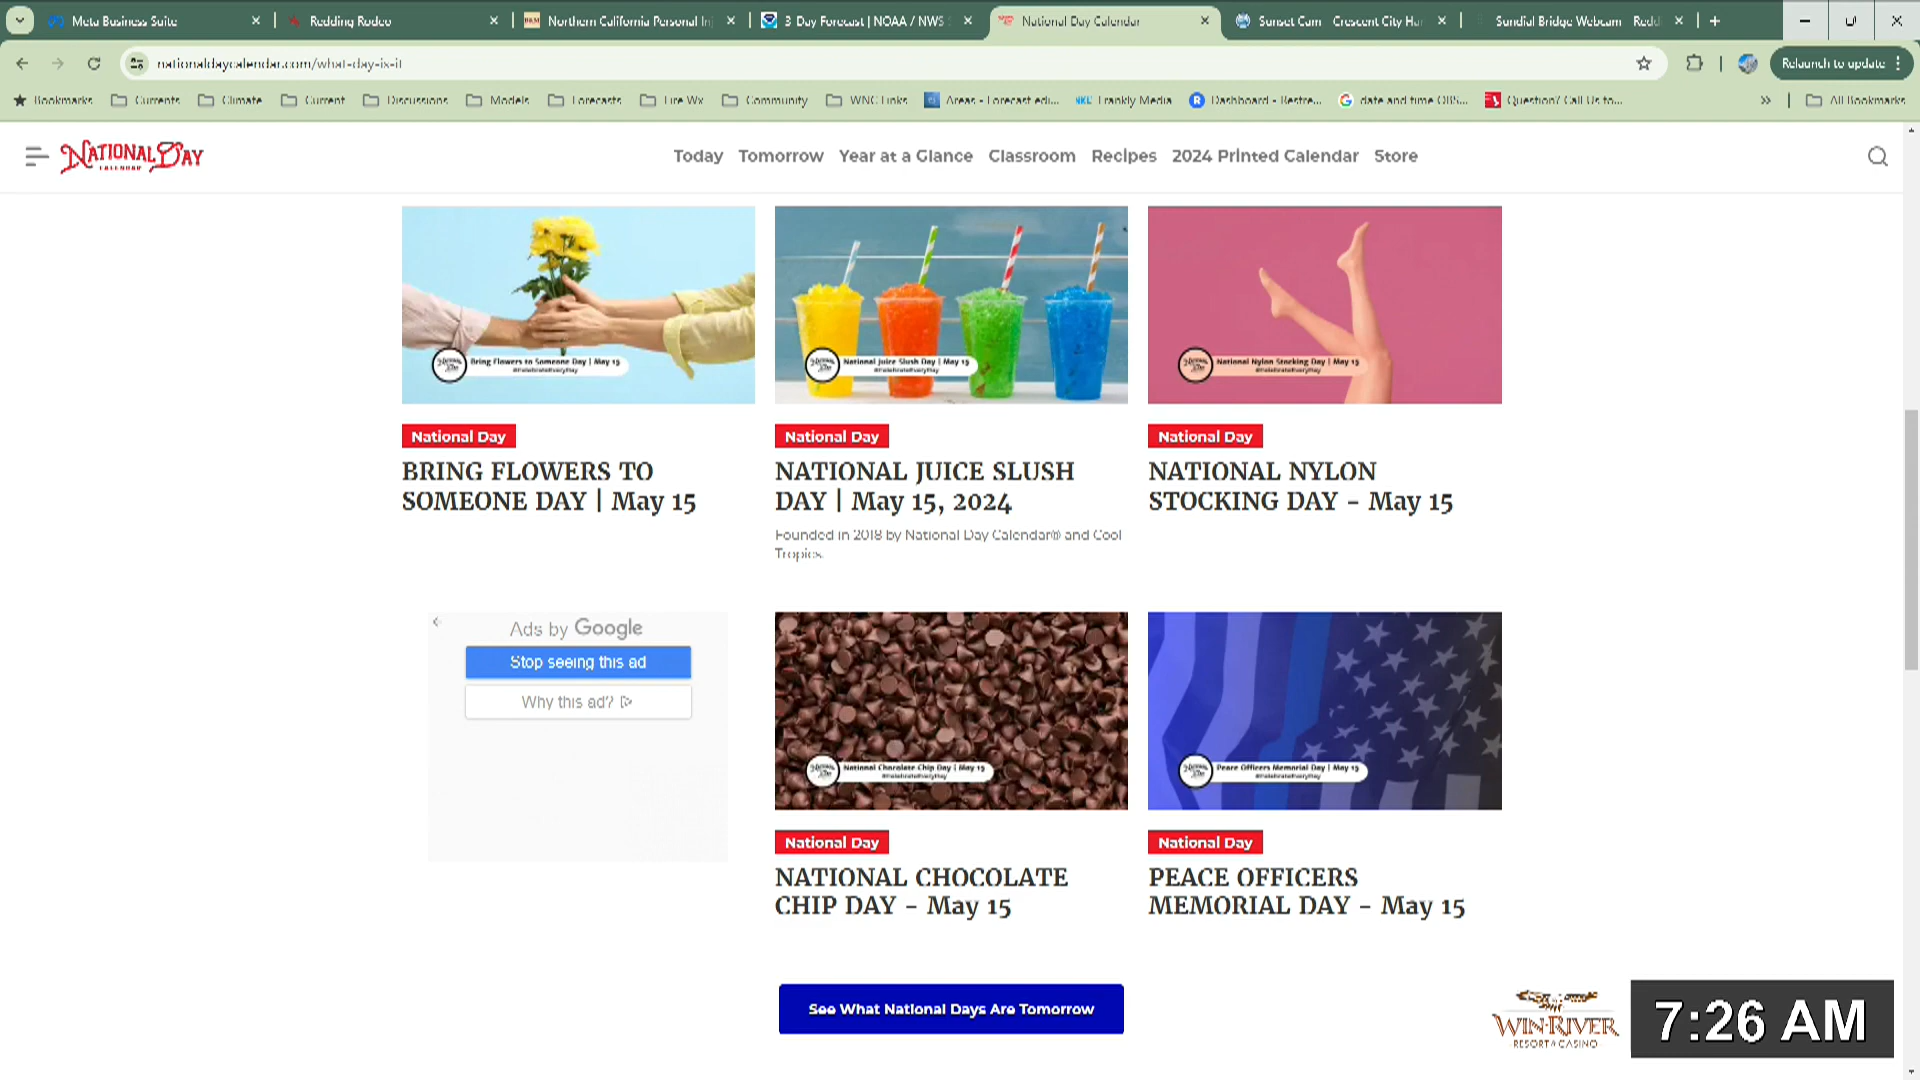 Meta Business Suite
Redding Rodeo
Northern California Personal Inj
3 Day Forecast | NOAA / NWS
National Day Calendar
Sunset Cam Crescent City Har
Sundial Bridge Webcam Redd
nationaldaycalendar.com/what-day-is-it
Relaunch to update
Bookmarks
Currents
Climate
Current
Discussions
Models
Forecasts
Fire Wx
Community
WNC Links
Areas - Forecast edi...
Frankly Media
Dashboard - Restre...
date and time OBS...
Question? Call Us to...
All Bookmarks
NATIONAL DAY
CALENDAR
Today
Tomorrow
Year at a Glance
Classroom
Recipes
2024 Printed Calendar
Store
Bring Flowers to Someone Day | May 15
#CelebrateEveryDay
National Juice Slush Day | May 15
#CelebrateEveryDay
National Nylon Stocking Day | May 15
#CelebrateEveryDay
National Day
National Day
National Day
BRING FLOWERS TO
SOMEONE DAY | May 15
NATIONAL JUICE SLUSH
DAY | May 15, 2024
Founded in 2018 by National Day Calendar® and Cool
Tropics.
NATIONAL NYLON
STOCKING DAY – May 15
Ads by Google
Stop seeing this ad
Why this ad?
National Chocolate Chip Day | May 15
#CelebrateEveryDay
Peace Officers Memorial Day | May 15
#CelebrateEveryDay
National Day
National Day
NATIONAL CHOCOLATE
CHIP DAY – May 15
PEACE OFFICERS
MEMORIAL DAY – May 15
See What National Days Are Tomorrow
WIN-RIVER
RESORT & CASINO
7:26 AM